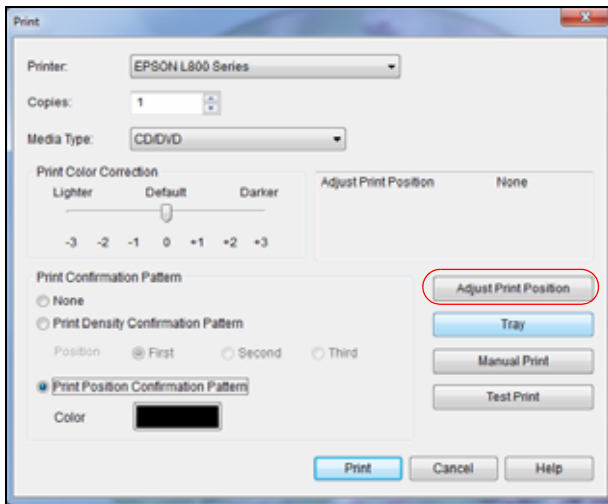 Print
Printer: EPSON L800 Series
Copies: 1
Media Type: CD/DVD
Print Color Correction
Lighter Default Darker
-3 -2 -1 0 +1 +2 +3
Adjust Print Position None
Print Confirmation Pattern
None
Print Density Confirmation Pattern
Position First Second Third
Print Position Confirmation Pattern
Color
Adjust Print Position
Tray
Manual Print
Test Print
Print Cancel Help